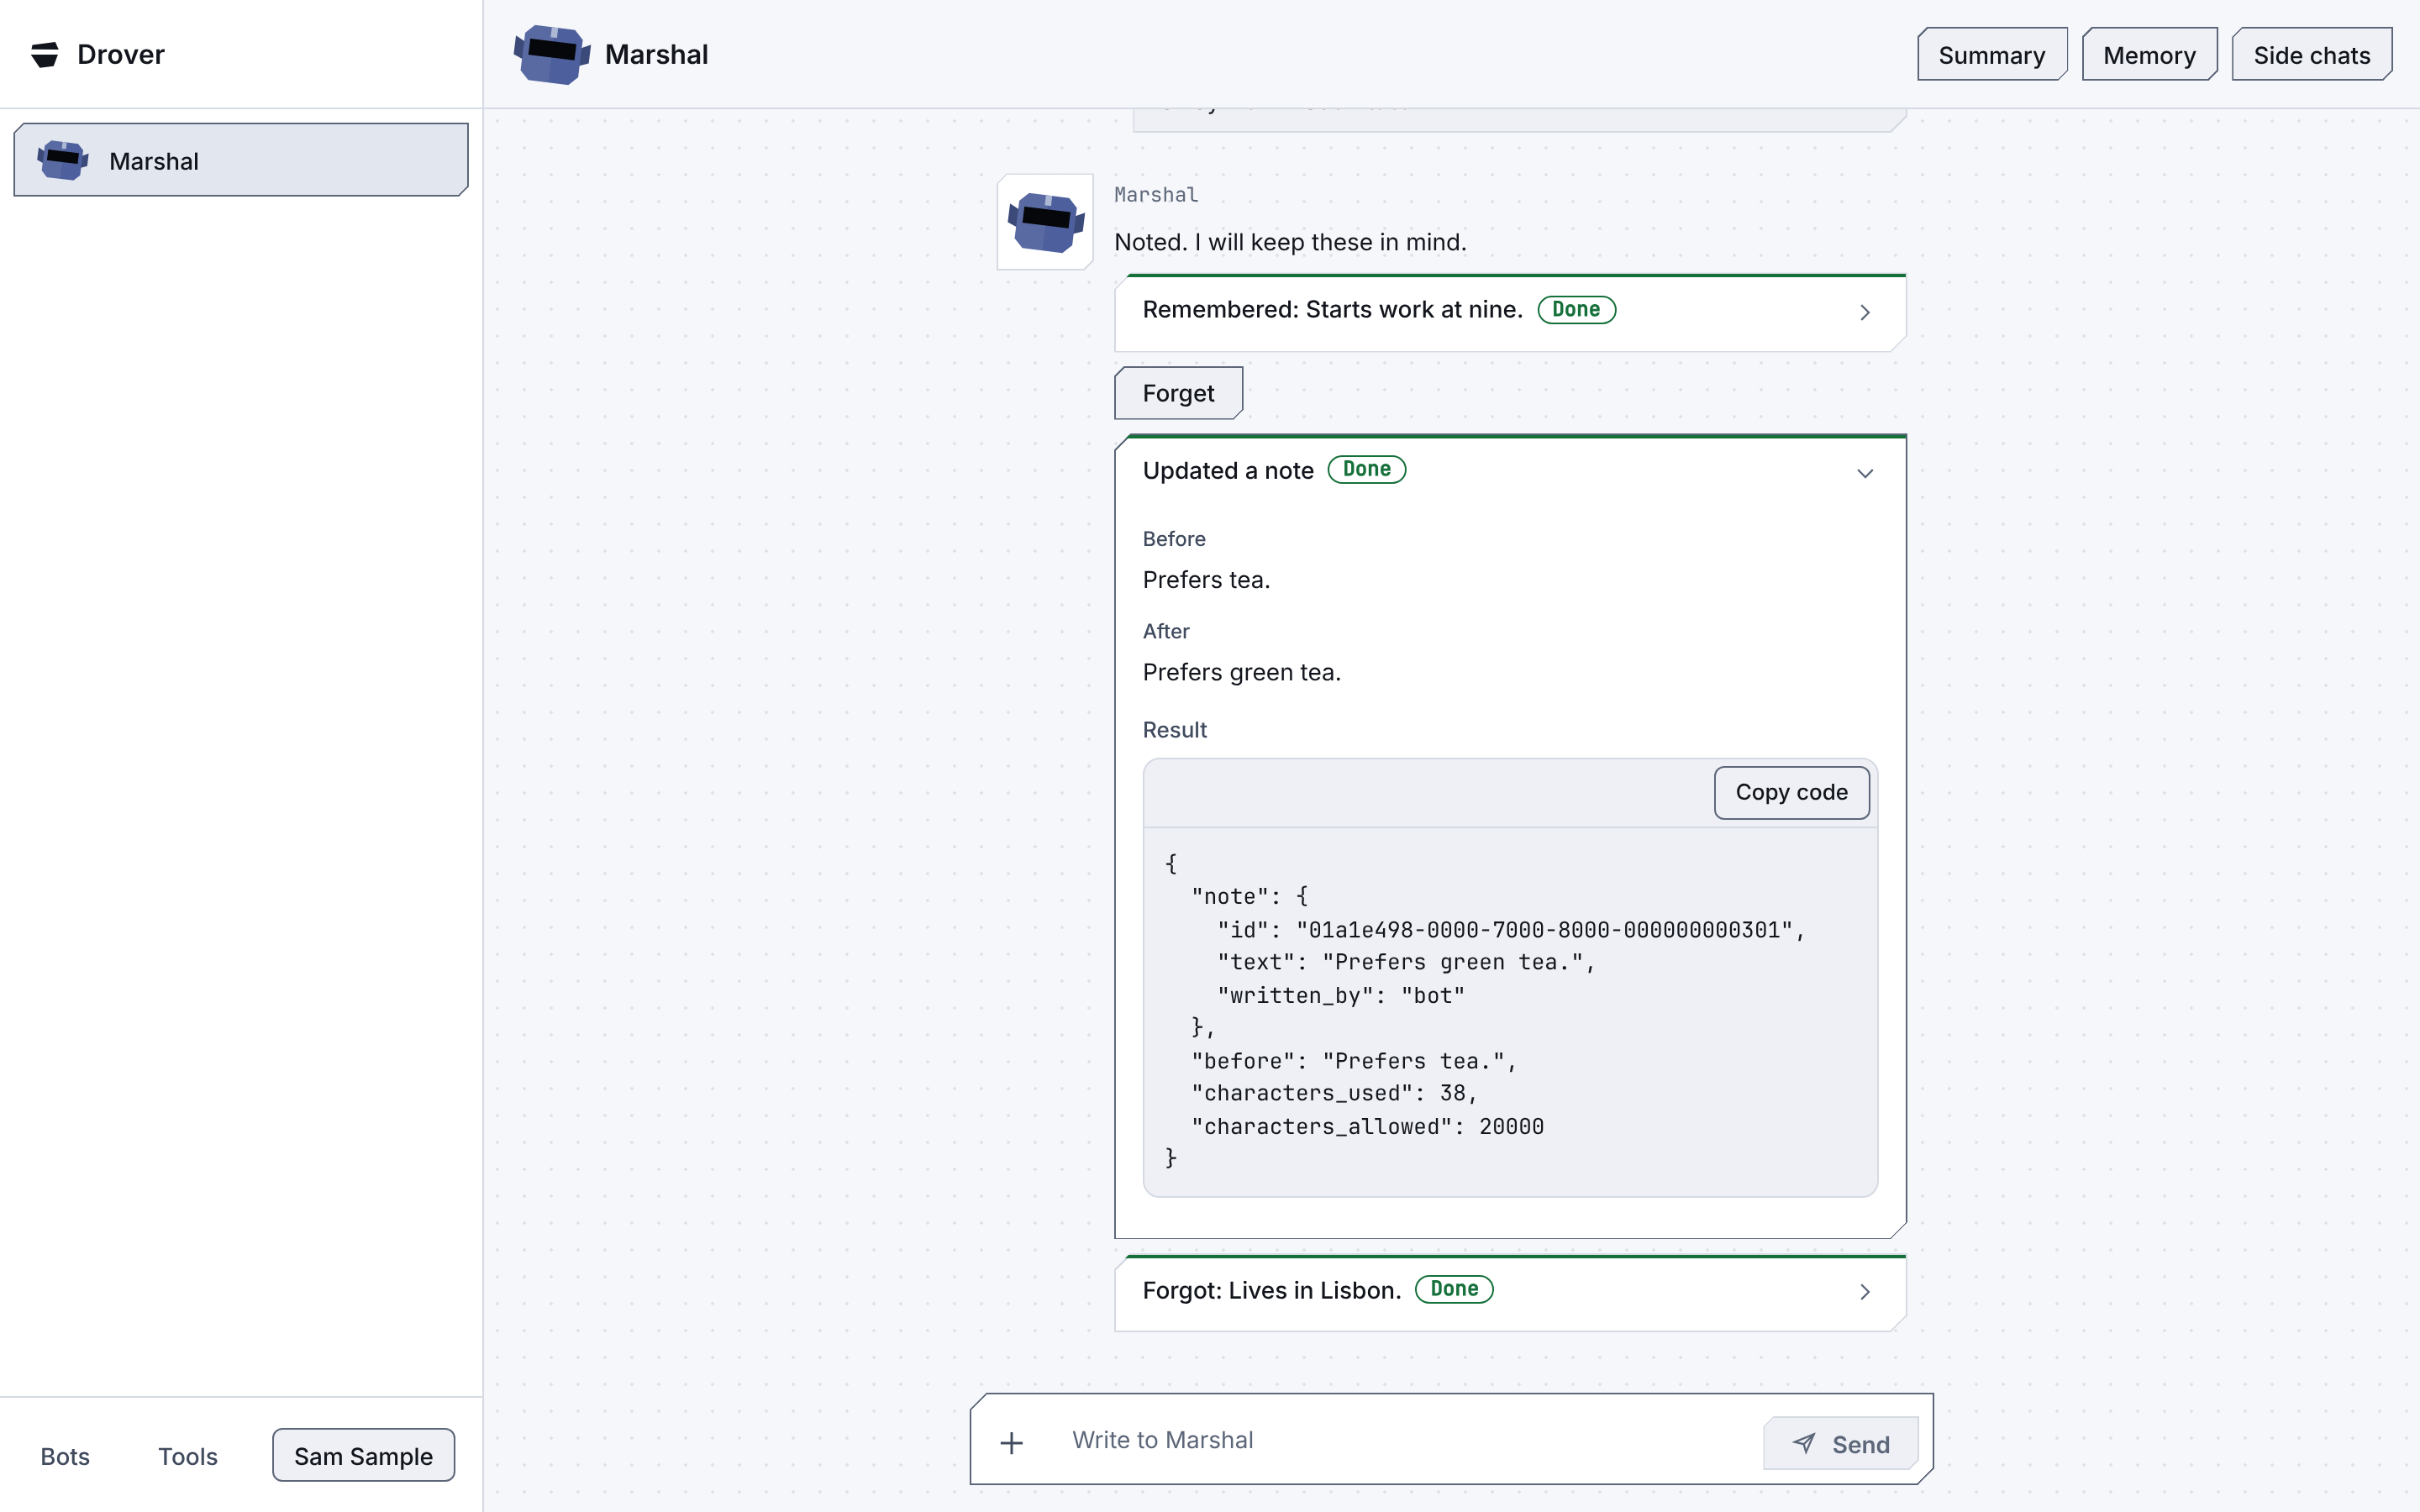 Drover
Marshal
Summary
Memory
Side chats
Marshal
Marshal
Noted. I will keep these in mind.
Remembered: Starts work at nine.
Done
Forget
Updated a note
Done
Before
Prefers tea.
After
Prefers green tea.
Result
Copy code
{
"note": {
"id": "01a1e498-0000-7000-8000-000000000301",
"text": "Prefers green tea.",
"written_by": "bot"
},
"before": "Prefers tea.",
"characters_used": 38,
"characters_allowed": 20000
}
Forgot: Lives in Lisbon.
Done
Write to Marshal
Send
Bots
Tools
Sam Sample